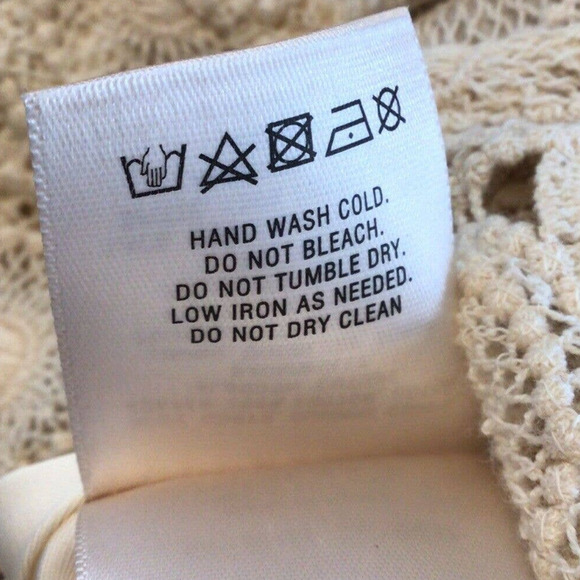 HAND WASH COLD.
DO NOT BLEACH.
DO NOT TUMBLE DRY.
LOW IRON AS NEEDED.
DO NOT DRY CLEAN